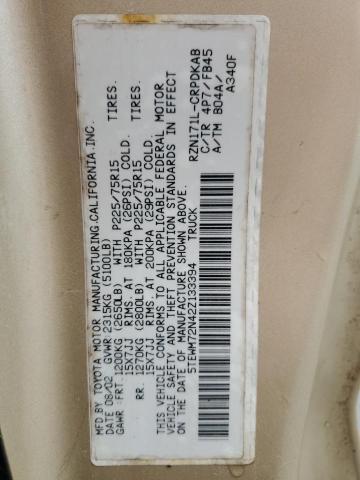 MFD BY TOYOTA MOTOR MANUFACTURING,CALIFORNIA,INC.
DATE 08/02 GVWR 2315KG (5100LB)
GAWR FRT. 1200KG (2650LB) WITH P225/75R15 TIRES.
15X7JJ RIMS. AT 180KPA (26PSI) COLD.
RR. 1270KG (2800LB) WITH P225/75R15 TIRES.
15X7JJ RIMS. AT 200KPA (29PSI) COLD.
THIS VEHICLE CONFORMS TO ALL APPLICABLE FEDERAL MOTOR
VEHICLE SAFETY AND THEFT PREVENTION STANDARDS IN EFFECT
ON THE DATE OF MANUFACTURE SHOWN ABOVE.
5TEWM72N42Z133394 TRUCK
RZN171L-CRPDKAB
C/TR 4P7/FB45
A/TM B04A/
A340F